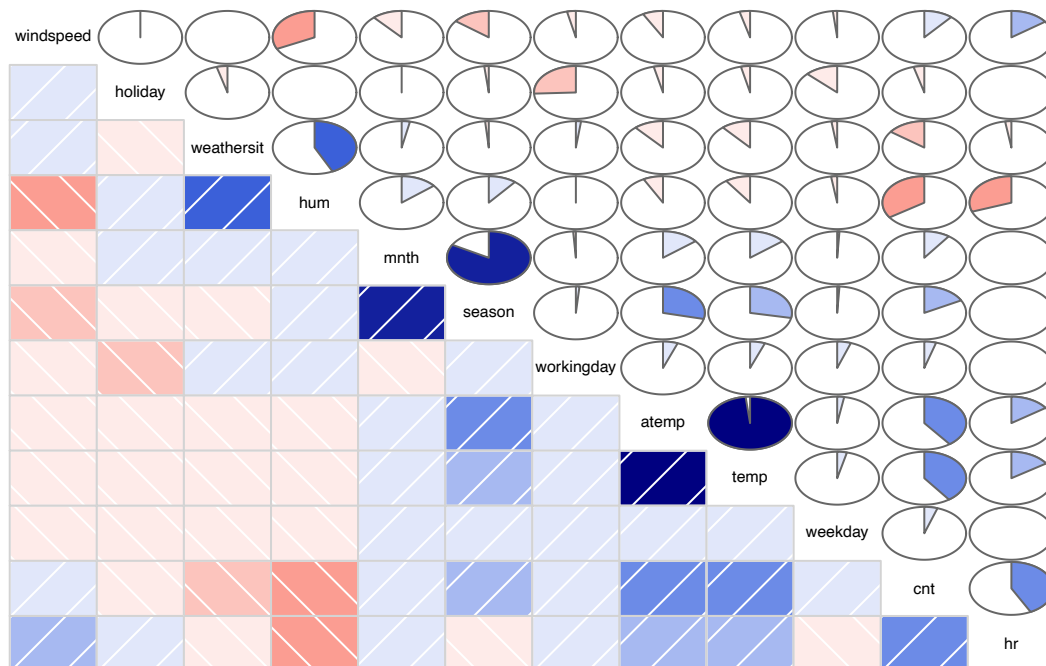 windspeed
holiday
weathersit
hum
mnth
season
workingday
atemp
temp
weekday
cnt
hr